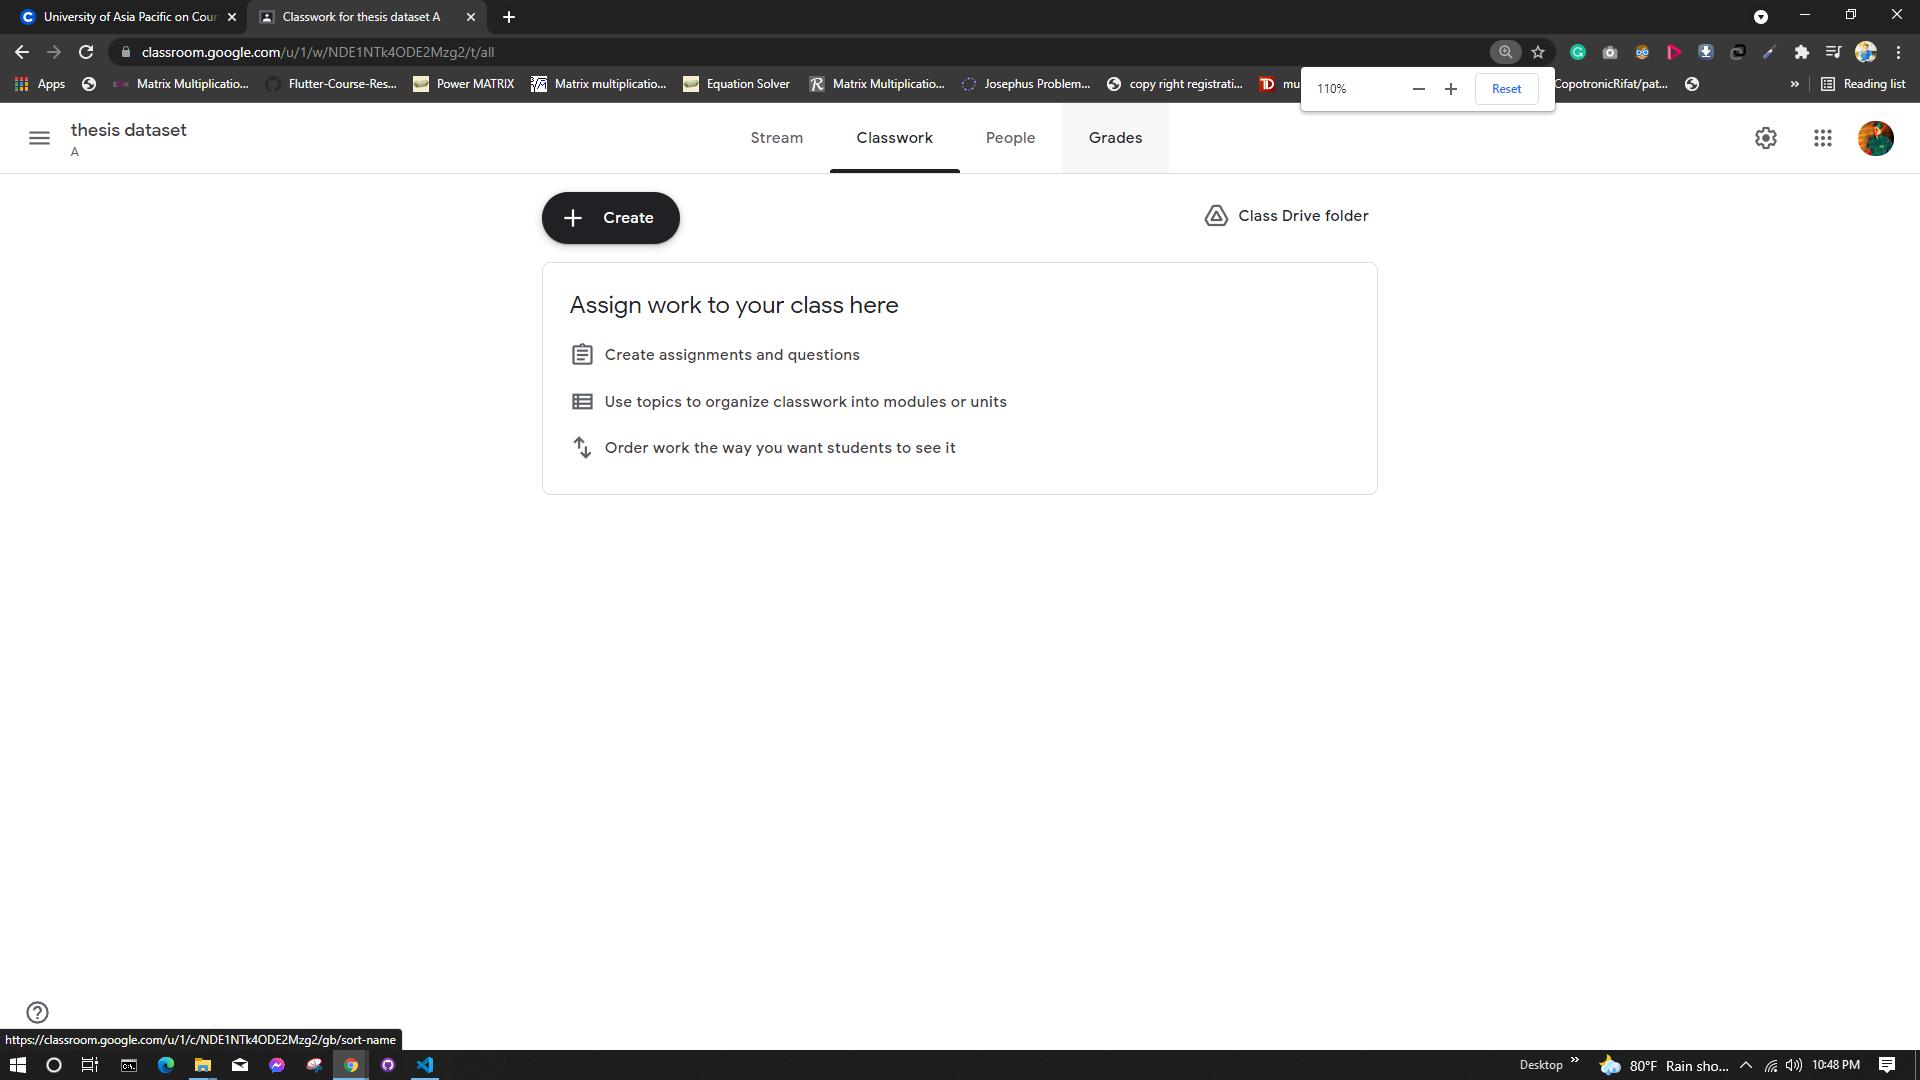 University of Asia Pacific on Cour
Classwork for thesis dataset A
classroom.google.com/u/1/w/NDE1NTk4ODE2Mzg2/t/all
Apps
Matrix Multiplicatio...
Flutter-Course-Res...
Power MATRIX
Matrix multiplicatio...
Equation Solver
Matrix Multiplicatio...
Josephus Problem...
copy right registrati...
mu
CopotronicRifat/pat...
»
Reading list
110%
Reset
thesis dataset
A
Stream
Classwork
People
Grades
Create
Class Drive folder
Assign work to your class here
Create assignments and questions
Use topics to organize classwork into modules or units
Order work the way you want students to see it
https://classroom.google.com/u/1/c/NDE1NTk4ODE2Mzg2/gb/sort-name
Desktop
»
80°F Rain sho...
10:48 PM